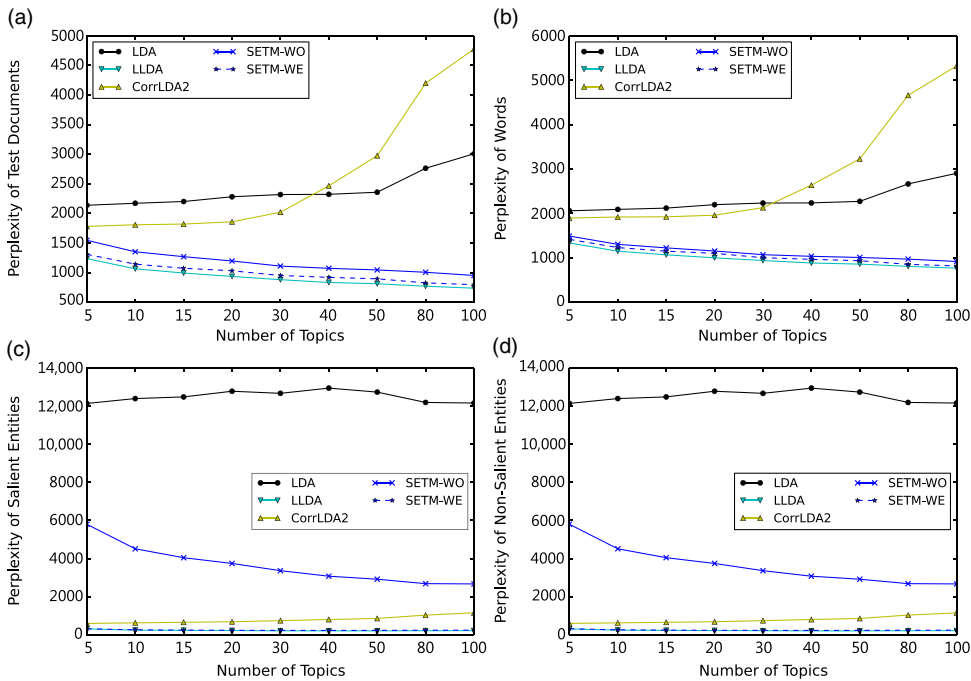 (a)
Perplexity of Test Documents
5000
4500
4000
3500
3000
2500
2000
1500
1000
500
LDA
LLDA
CorrLDA2
SETM-WO
SETM-WE
5 10 15 20 30 40 50 80 100
Number of Topics
(b)
Perplexity of Words
6000
5000
4000
3000
2000
1000
0
LDA
LLDA
CorrLDA2
SETM-WO
SETM-WE
5 10 15 20 30 40 50 80 100
Number of Topics
(c)
Perplexity of Salient Entities
14,000
12,000
10,000
8000
6000
4000
2000
0
LDA
LLDA
CorrLDA2
SETM-WO
SETM-WE
5 10 15 20 30 40 50 80 100
Number of Topics
(d)
Perplexity of Non-Salient Entities
14,000
12,000
10,000
8000
6000
4000
2000
0
LDA
LLDA
CorrLDA2
SETM-WO
SETM-WE
5 10 15 20 30 40 50 80 100
Number of Topics